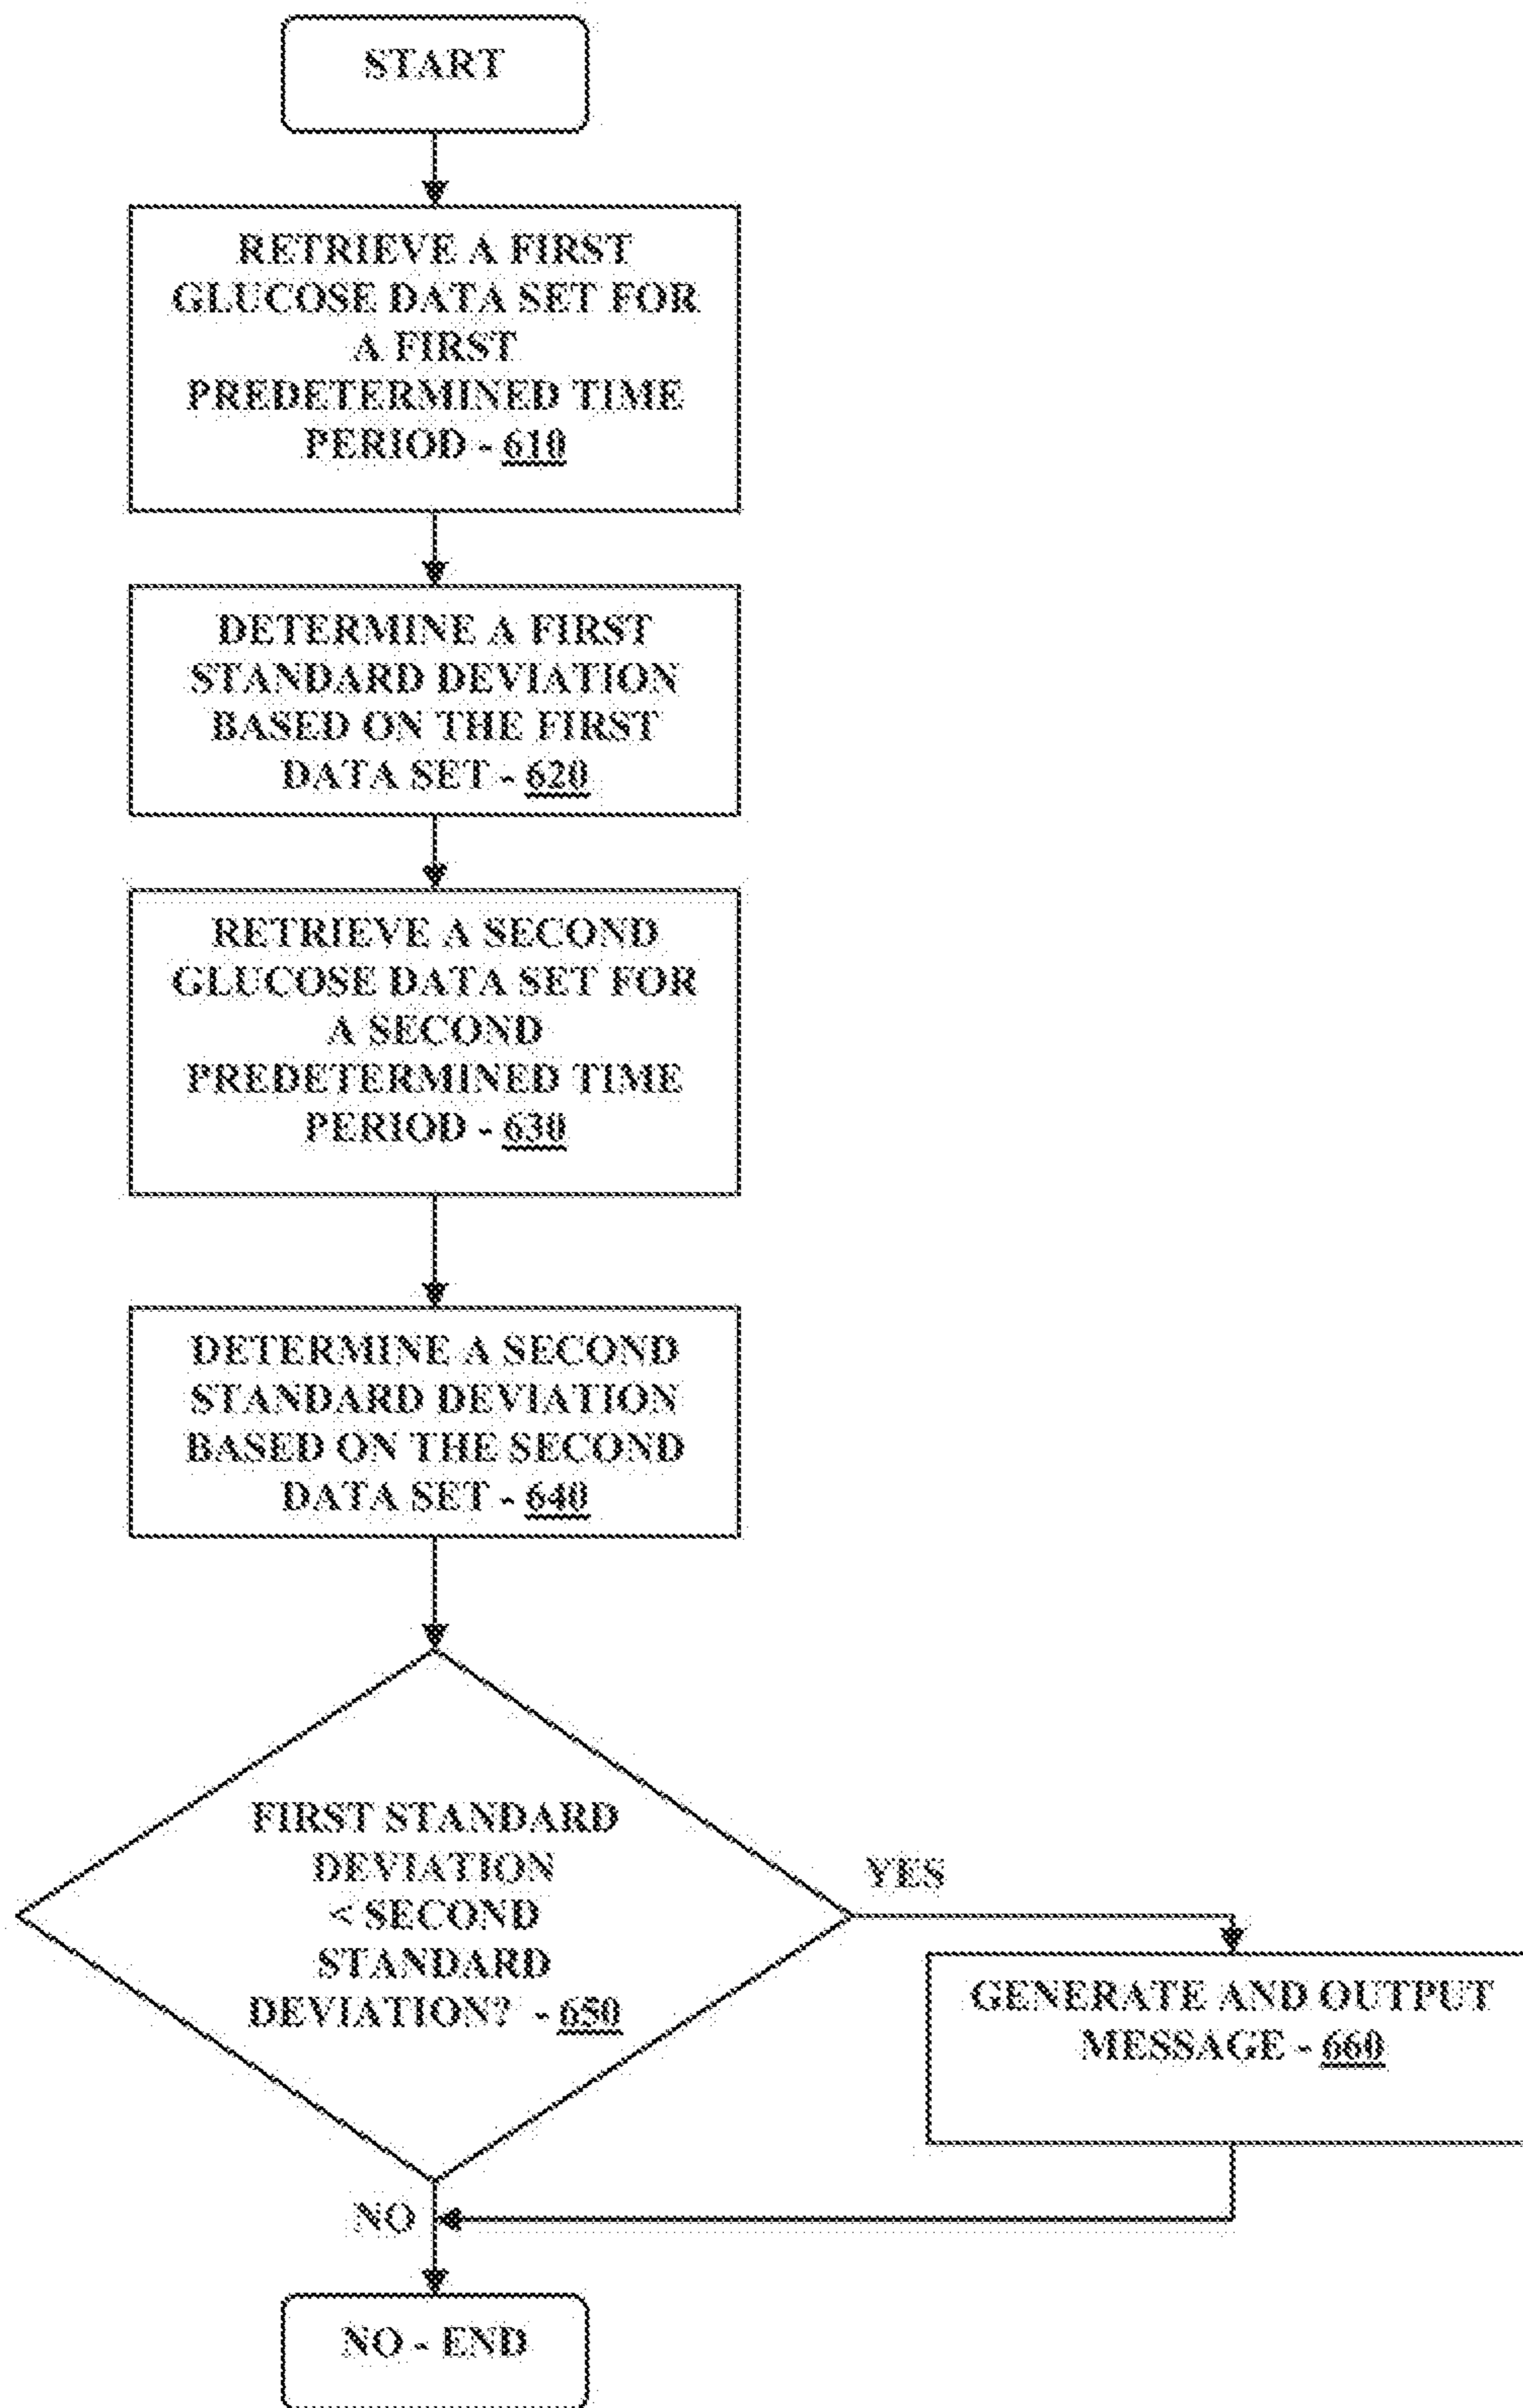 START
RETRIEVE A FIRST
GLUCOSE DATA SET FOR
A FIRST
PREDETERMINED TIME
PERIOD - 610
DETERMINE A FIRST
STANDARD DEVIATION
BASED ON THE FIRST
DATA SET - 620
RETRIEVE A SECOND
GLUCOSE DATA SET FOR
A SECOND
PREDETERMINED TIME
PERIOD - 630
DETERMINE A SECOND
STANDARD DEVIATION
BASED ON THE SECOND
DATA SET - 640
FIRST STANDARD
DEVIATION
< SECOND
STANDARD
DEVIATION? - 650
YES
GENERATE AND OUTPUT
MESSAGE - 660
NO
NO - END